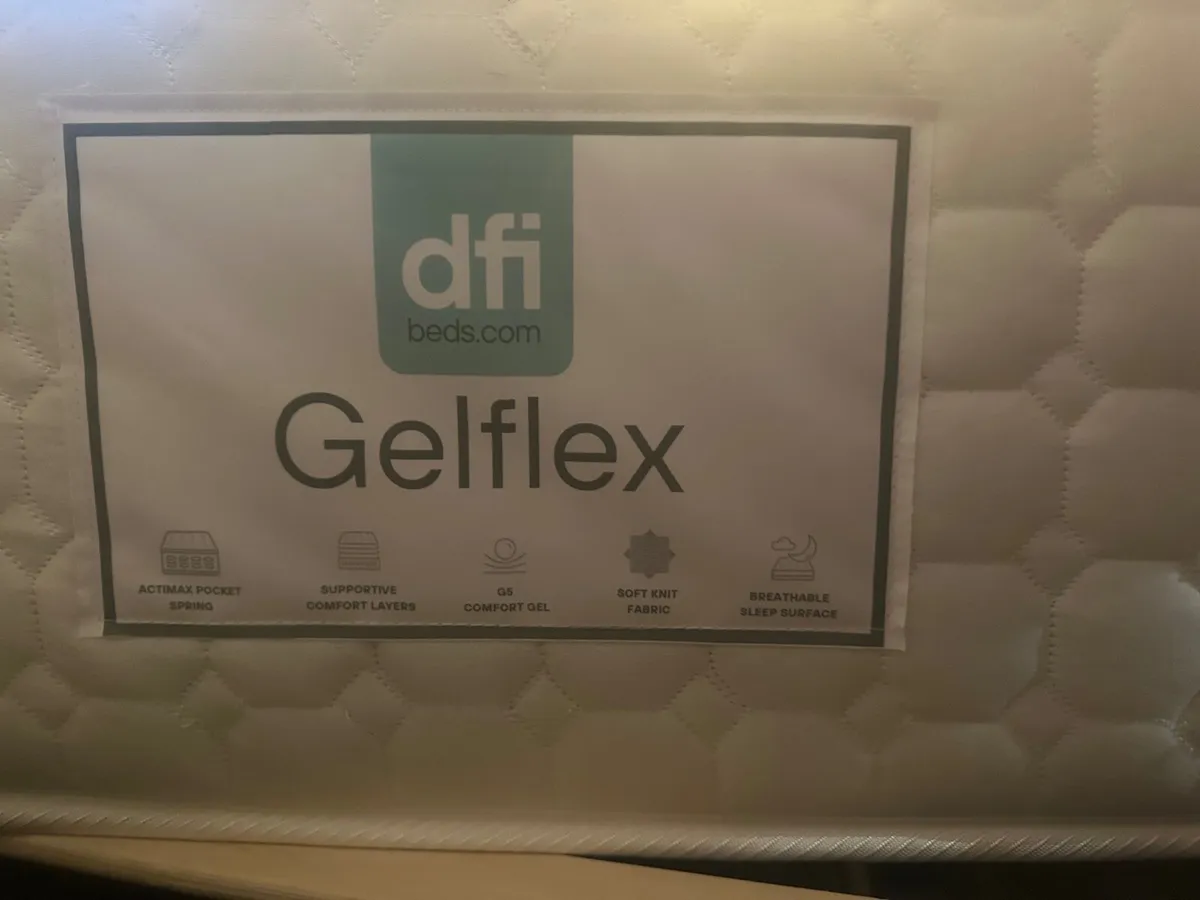 dfi
beds.com
Gelflex
ACTIMAX POCKET
SPRING
SUPPORTIVE
COMFORT LAYERS
G5
COMFORT GEL
SOFT KNIT
FABRIC
BREATHABLE
SLEEP SURFACE